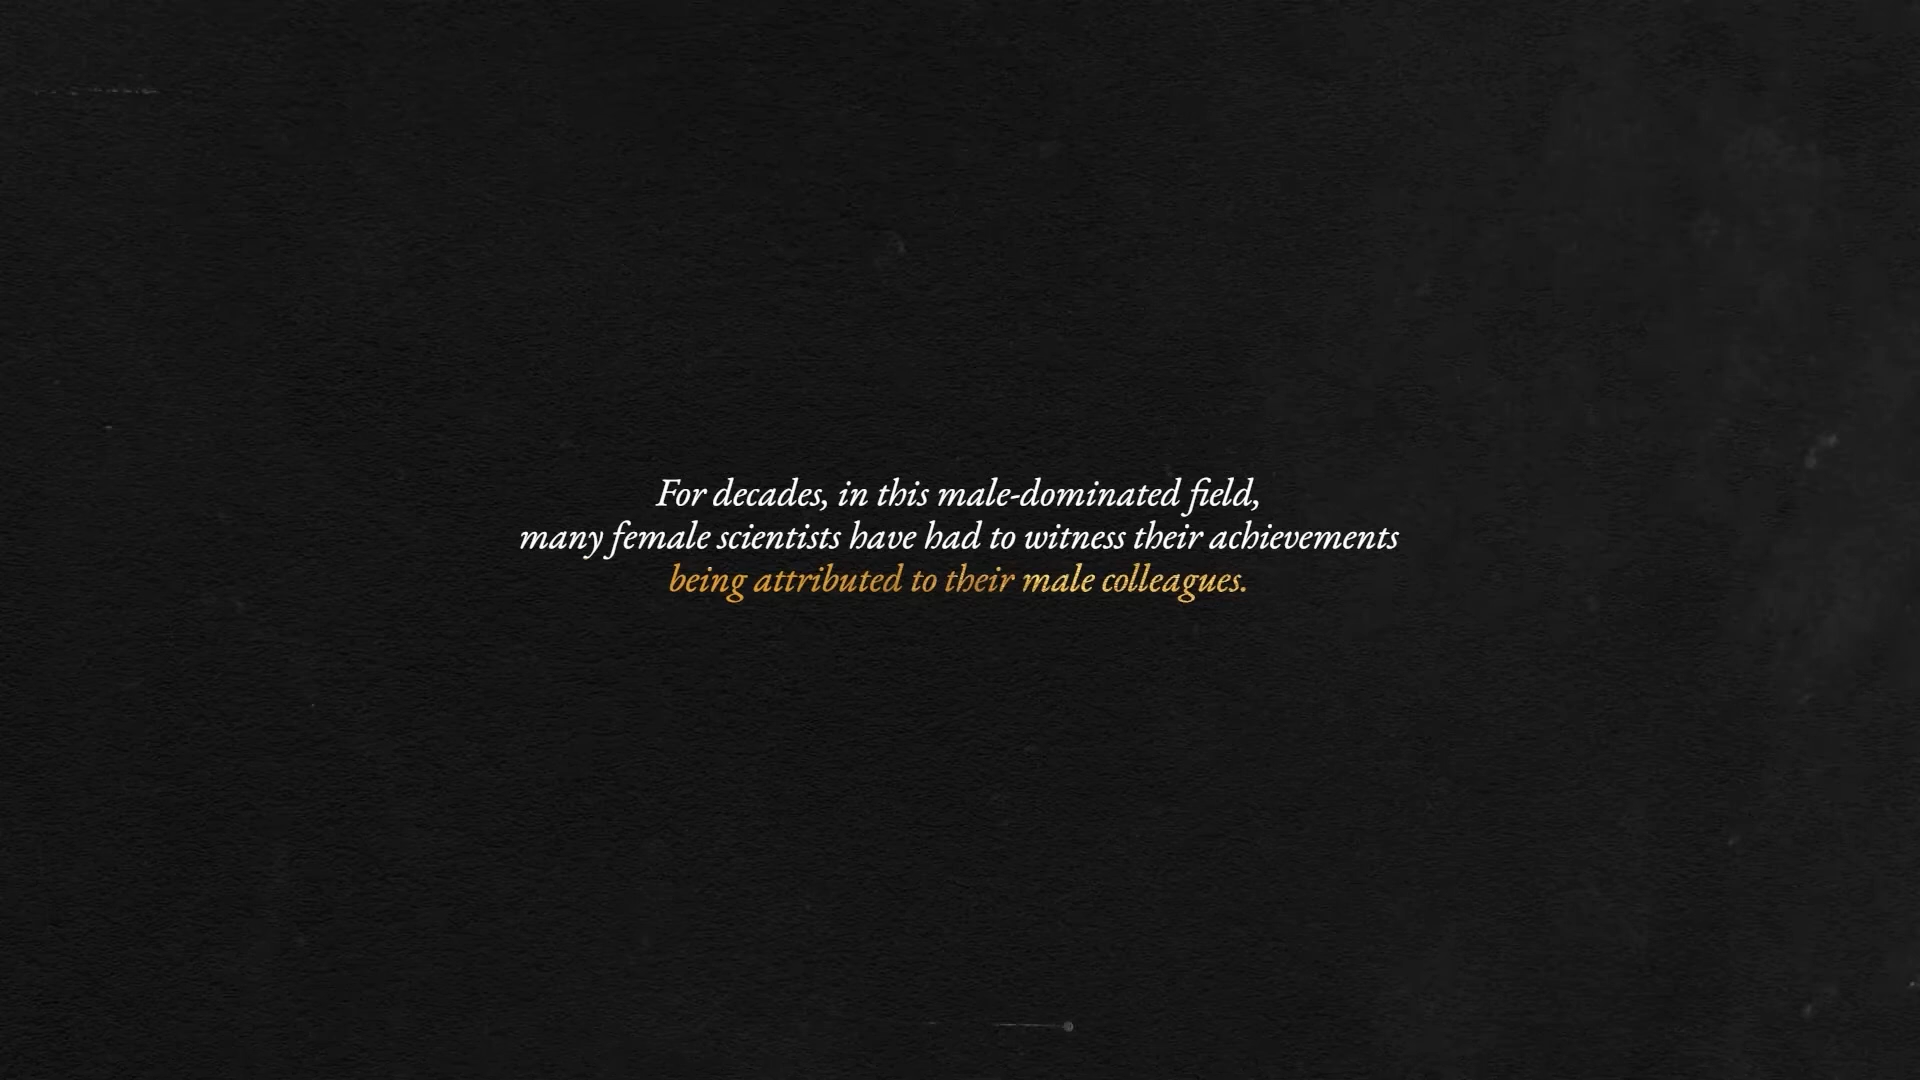 For decades, in this male-dominated field,
many female scientists have had to witness their achievements
being attributed to their male colleagues.